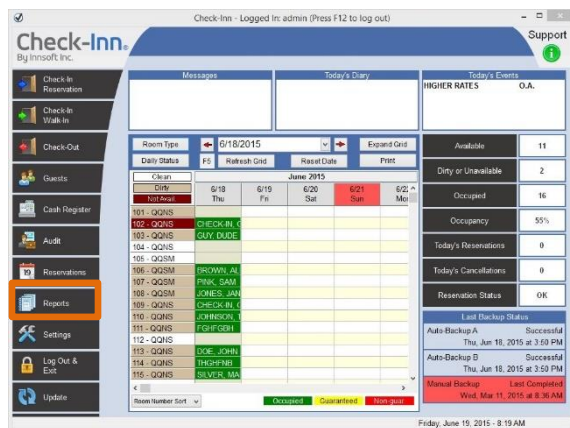 Check-Inn - Logged In: admin (Press F12 to log out)
Check-Inn®
By Innsoft Inc.
Support
Check-In
Reservation
Check-In
Walk-In
Check-Out
Guests
Cash Register
Audit
19
Reservations
Reports
Settings
Log Out &
Exit
Update
Messages
Today's Diary
Today's Events
HIGHER RATES O.A.
Room Type 6/18/2015 Expand Grid
Daily Status F5 Refresh Grid Reset Date Print
Clean June 2015
Dirty 6/18 6/19 6/20 6/21 6/22
Not Avail. Thu Fri Sat Sun Mon
101 - QQNS
102 - QQNS CHECK-IN, C
103 - QQNS GUY, DUDE
104 - QQNS
105 - QQSM
106 - QQSM BROWN, AL
107 - QQSM PINK, SAM
108 - QQSM JONES, JAN
109 - QQNS CHECK-IN, C
110 - QQNS JOHNSON, T
111 - QQNS FGHFGBH
112 - QQNS
113 - QQNS DOE, JOHN
114 - QQNS THGHFNB
115 - QQNS SILVER, MA
Room Number Sort Occupied Guaranteed Non-guar
Available 11
Dirty or Unavailable 2
Occupied 16
Occupancy 55%
Today's Reservations 0
Today's Cancellations 0
Reservation Status OK
Last Backup Status
Auto-Backup A Successful
Thu, Jun 18, 2015 at 3:50 PM
Auto-Backup B Successful
Thu, Jun 18, 2015 at 3:50 PM
Manual Backup Last Completed
Wed, Mar 11, 2015 at 8:36 AM
Friday, June 19, 2015 - 8:19 AM